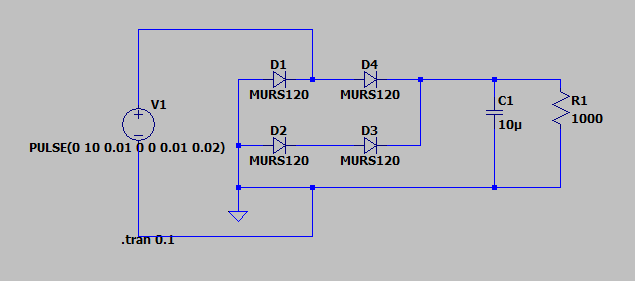 D1
D4
MURS120
MURS120
V1
C1
R1
10µ
1000
D2
D3
PULSE(0 10 0.01 0 0 0.01 0.02)
MURS120
MURS120
.tran 0.1